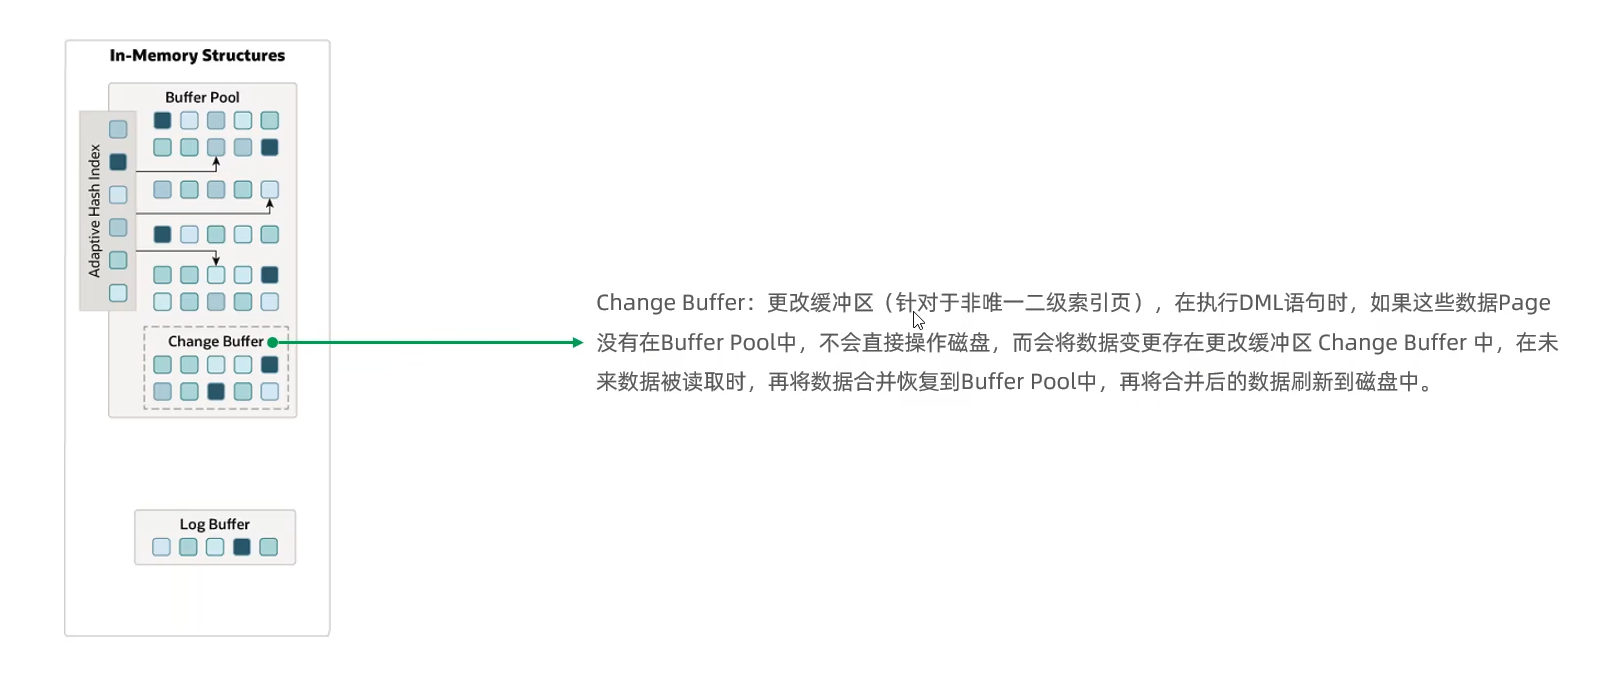 In-Memory Structures
Buffer Pool
Adaptive Hash Index
Change Buffer
Log Buffer
Change Buffer：更改缓冲区（针对于非唯一二级索引页），在执行DML语句时，如果这些数据Page
没有在Buffer Pool中，不会直接操作磁盘，而会将数据变更存在更改缓冲区 Change Buffer 中，在未
来数据被读取时，再将数据合并恢复到Buffer Pool中，再将合并后的数据刷新到磁盘中。